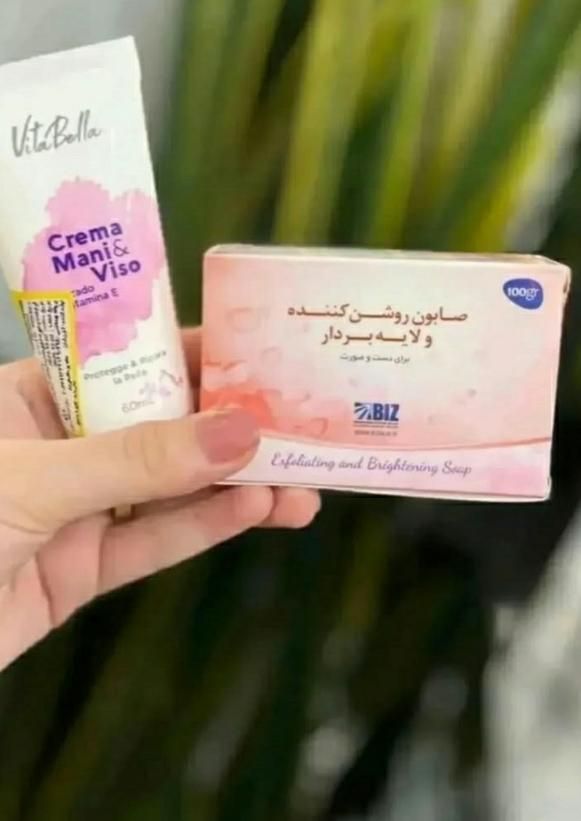 VitaBella
Crema
Mani &
Viso
tamina E
Protegge & Ripara
la Pelle
60mL
100gr
صابون روشن کننده
و لایه بردار
برای دست و صورت
BIZ
Exfoliating and Brightening Soap